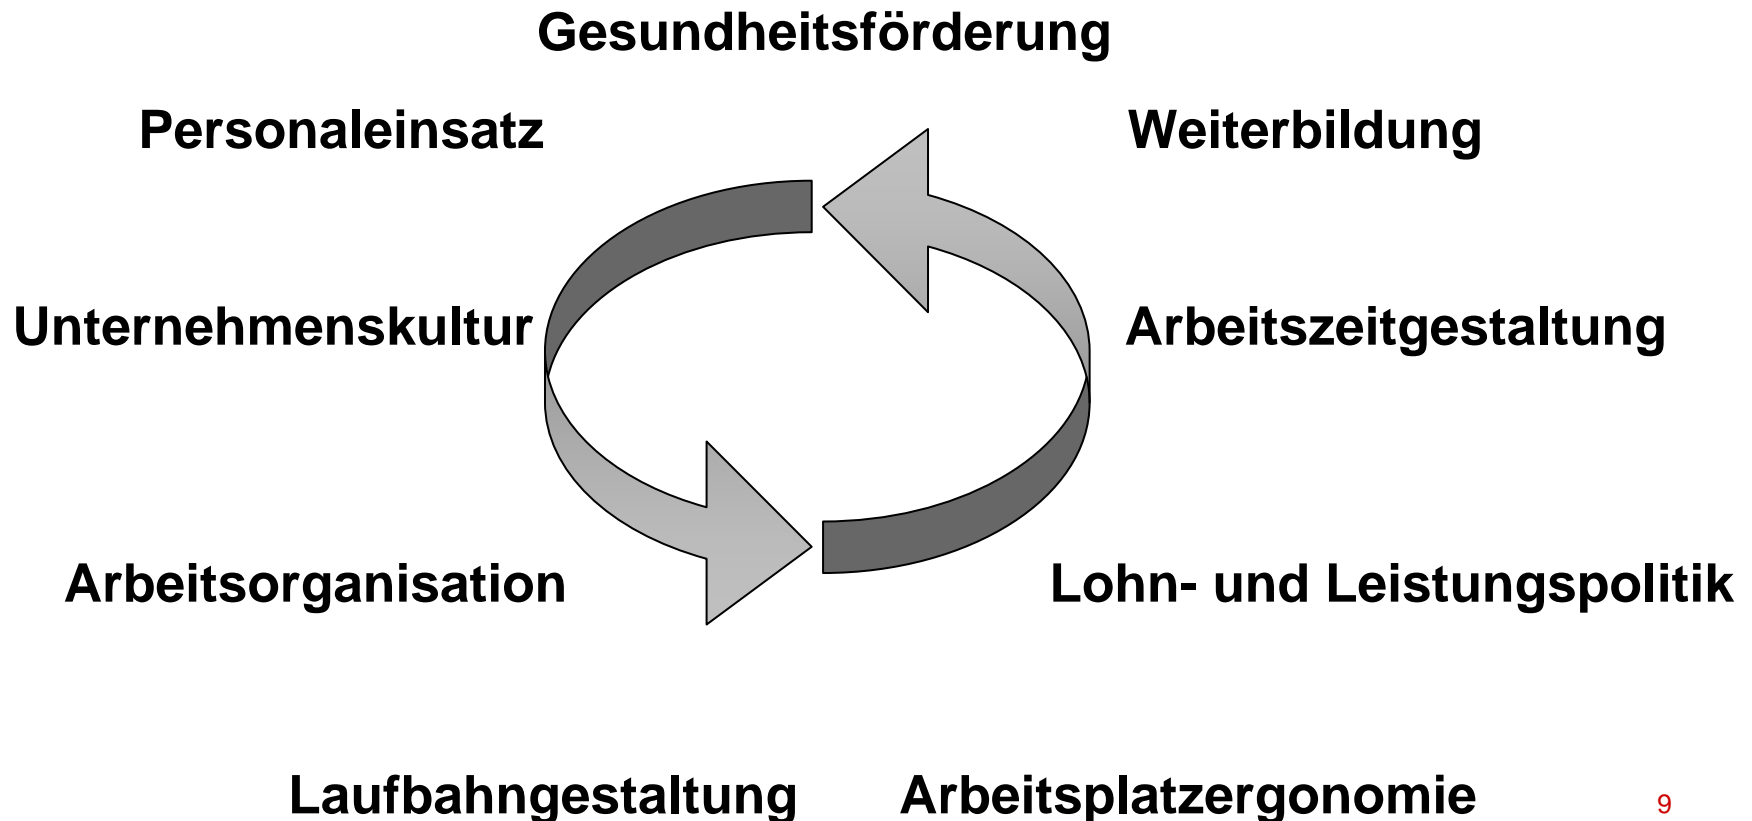 Gesundheitsförderung
Personaleinsatz
Weiterbildung
Unternehmenskultur
Arbeitszeitgestaltung
Arbeitsorganisation
Lohn- und Leistungspolitik
Laufbahngestaltung
Arbeitsplatzergonomie
9